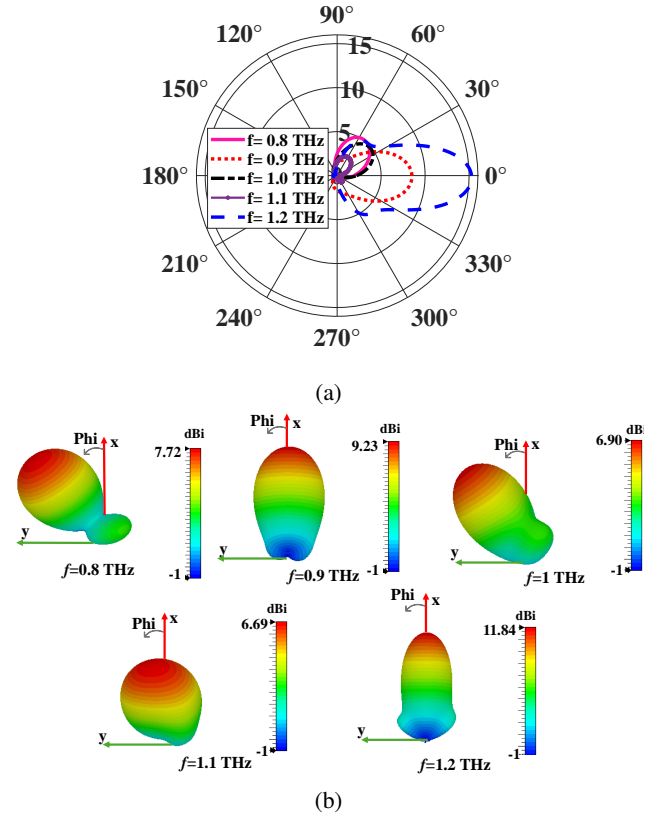 90°
120° 60°
15
150° 10 30°
5
f= 0.8 THz
f= 0.9 THz
f= 1.0 THz
f= 1.1 THz
f= 1.2 THz
180° 0°
210° 330°
240° 300°
270°
(a)
Phi x dBi 7.72 -1 y f=0.8 THz
Phi x dBi 9.23 -1 y f=0.9 THz
Phi x dBi 6.90 -1 y f=1 THz
Phi x dBi 6.69 -1 y f=1.1 THz
Phi x dBi 11.84 -1 y f=1.2 THz
(b)